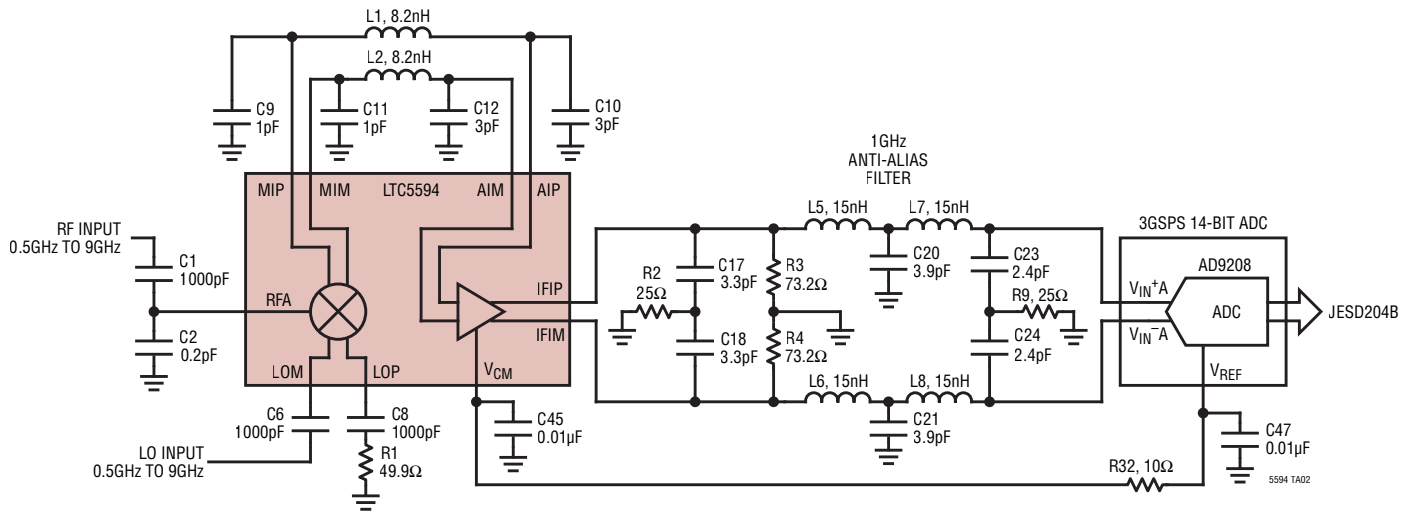 L1, 8.2nH
L2, 8.2nH
C9
1pF
C11
1pF
C12
3pF
C10
3pF
MIP
MIM
LTC5594
AIM
AIP
RF INPUT
0.5GHz TO 9GHz
C1
1000pF
RFA
C2
0.2pF
LOM
LOP
VCM
IFIP
IFIM
C6
1000pF
C8
1000pF
LO INPUT
0.5GHz TO 9GHz
R1
49.9Ω
C45
0.01µF
R2
25Ω
C17
3.3pF
C18
3.3pF
R3
73.2Ω
R4
73.2Ω
1GHz
ANTI-ALIAS
FILTER
L5, 15nH
L7, 15nH
C20
3.9pF
C23
2.4pF
R9, 25Ω
C24
2.4pF
L6, 15nH
L8, 15nH
C21
3.9pF
3GSPS 14-BIT ADC
AD9208
VIN+A
ADC
VIN–A
JESD204B
VREF
C47
0.01µF
R32, 10Ω
5594 TA02